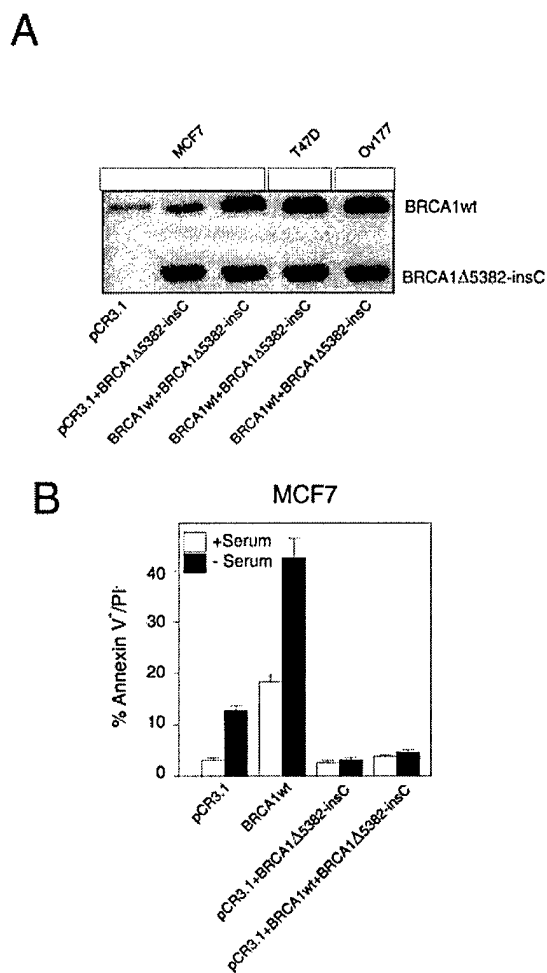 A
MCF7
T47D
Ov177
BRCA1wt
BRCA1Δ5382-insC
pCR3.1
pCR3.1+BRCA1Δ5382-insC
BRCA1wt+BRCA1Δ5382-insC
BRCA1wt+BRCA1Δ5382-insC
BRCA1wt+BRCA1Δ5382-insC
B
MCF7
+Serum
- Serum
% Annexin V⁺/PI⁻
40
30
20
10
0
pCR3.1
BRCA1wt
pCR3.1+BRCA1Δ5382-insC
pCR3.1+BRCA1wt+BRCA1Δ5382-insC